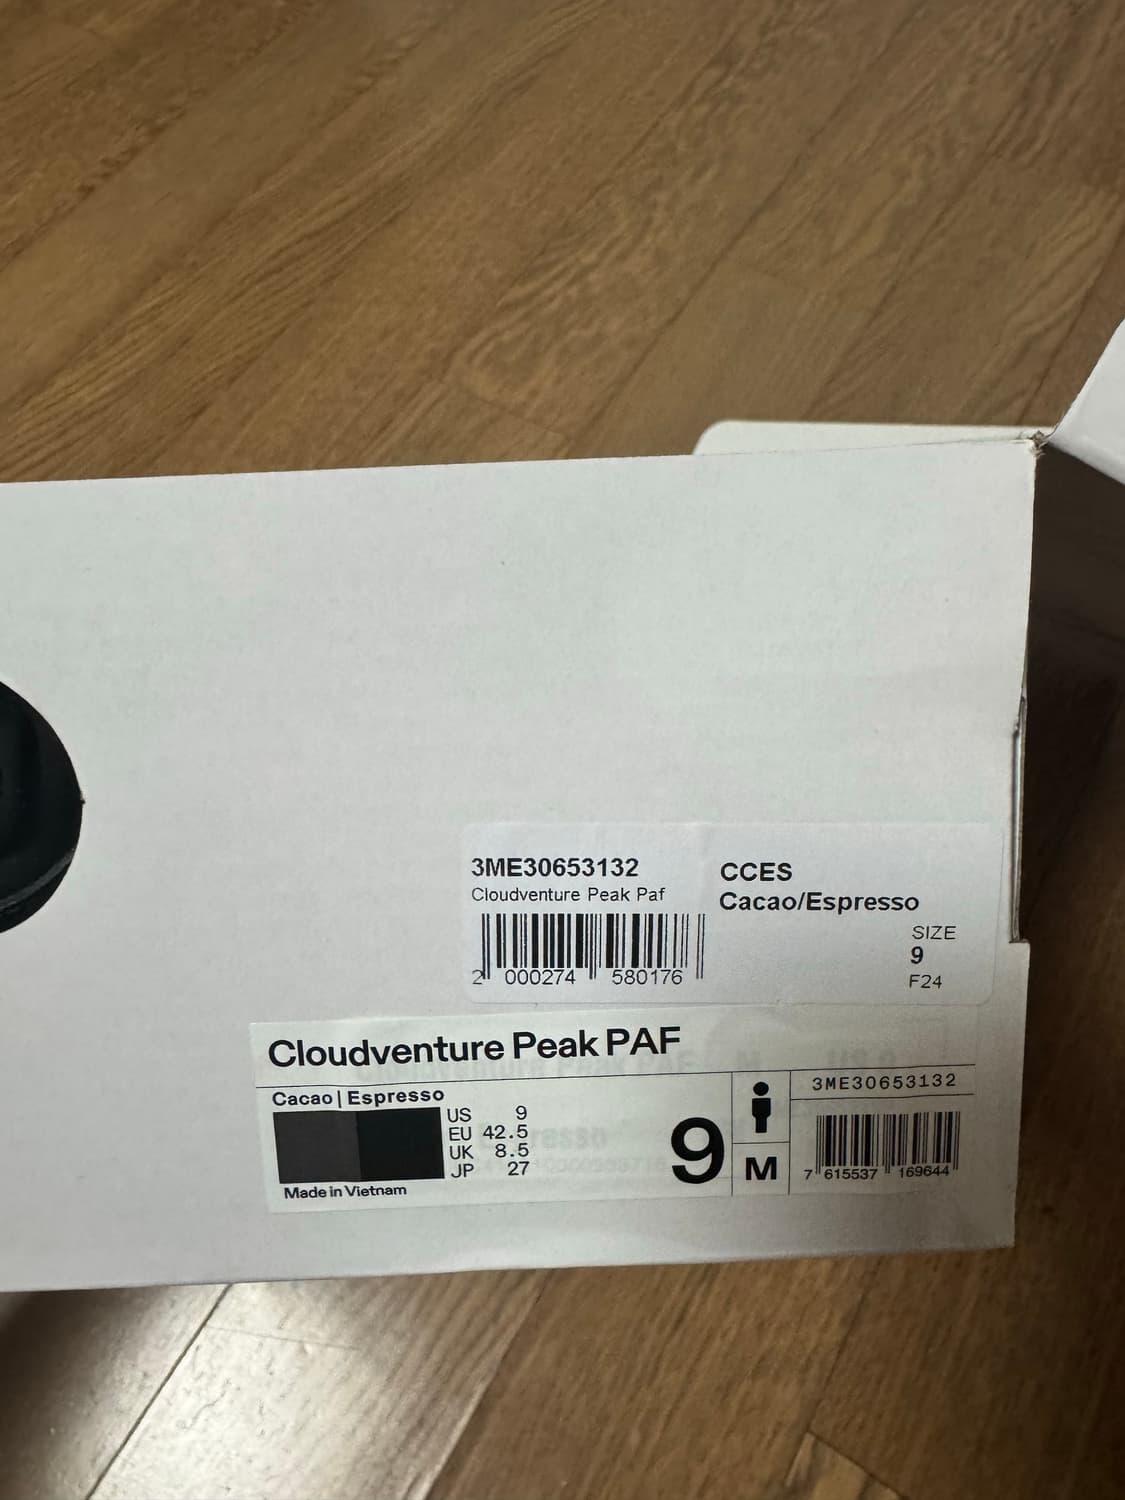 3ME30653132
Cloudventure Peak Paf
CCES
Cacao/Espresso
2 000274 580176
SIZE
9
F24
Cloudventure Peak PAF
Cacao | Espresso
US 9
EU 42.5
UK 8.5
JP 27
Made in Vietnam
9
M
3ME30653132
7 615537 169644